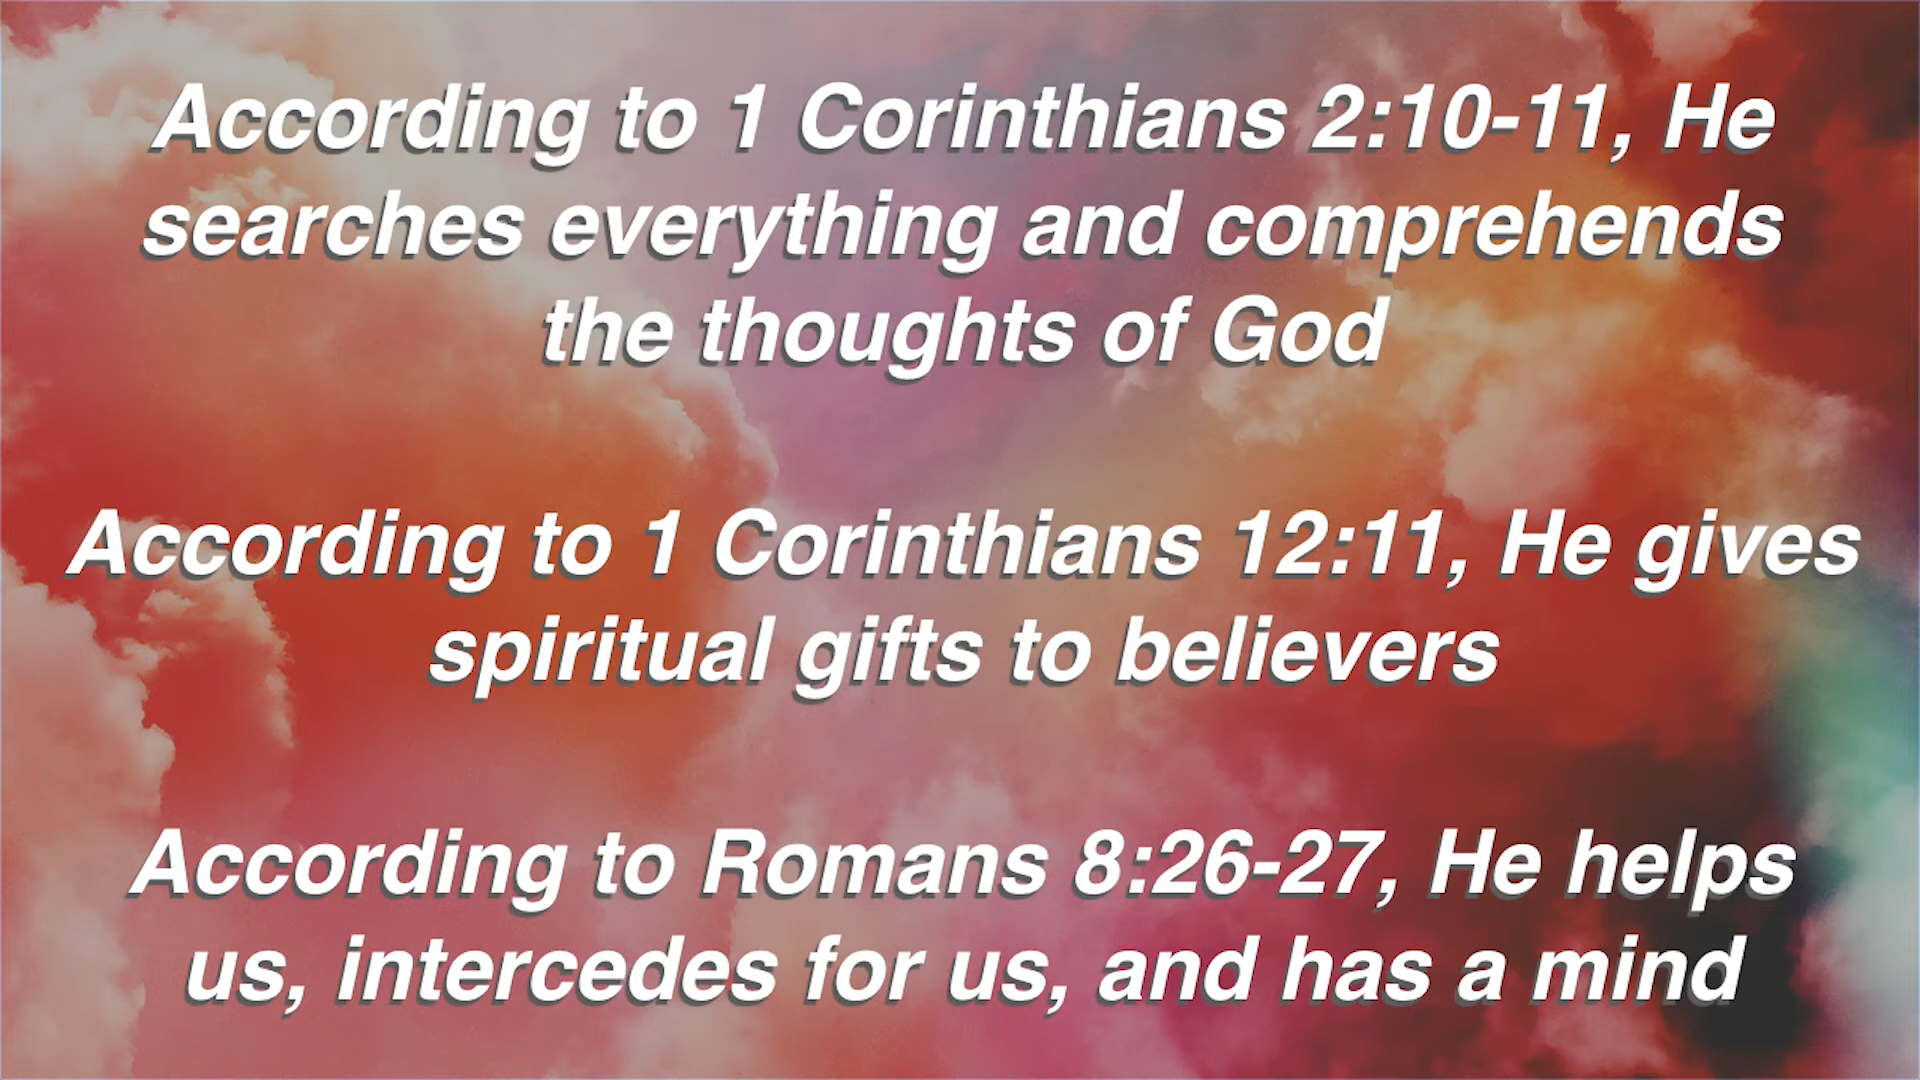 According to 1 Corinthians 2:10-11, He
searches everything and comprehends
the thoughts of God
According to 1 Corinthians 12:11, He gives
spiritual gifts to believers
According to Romans 8:26-27, He helps
us, intercedes for us, and has a mind